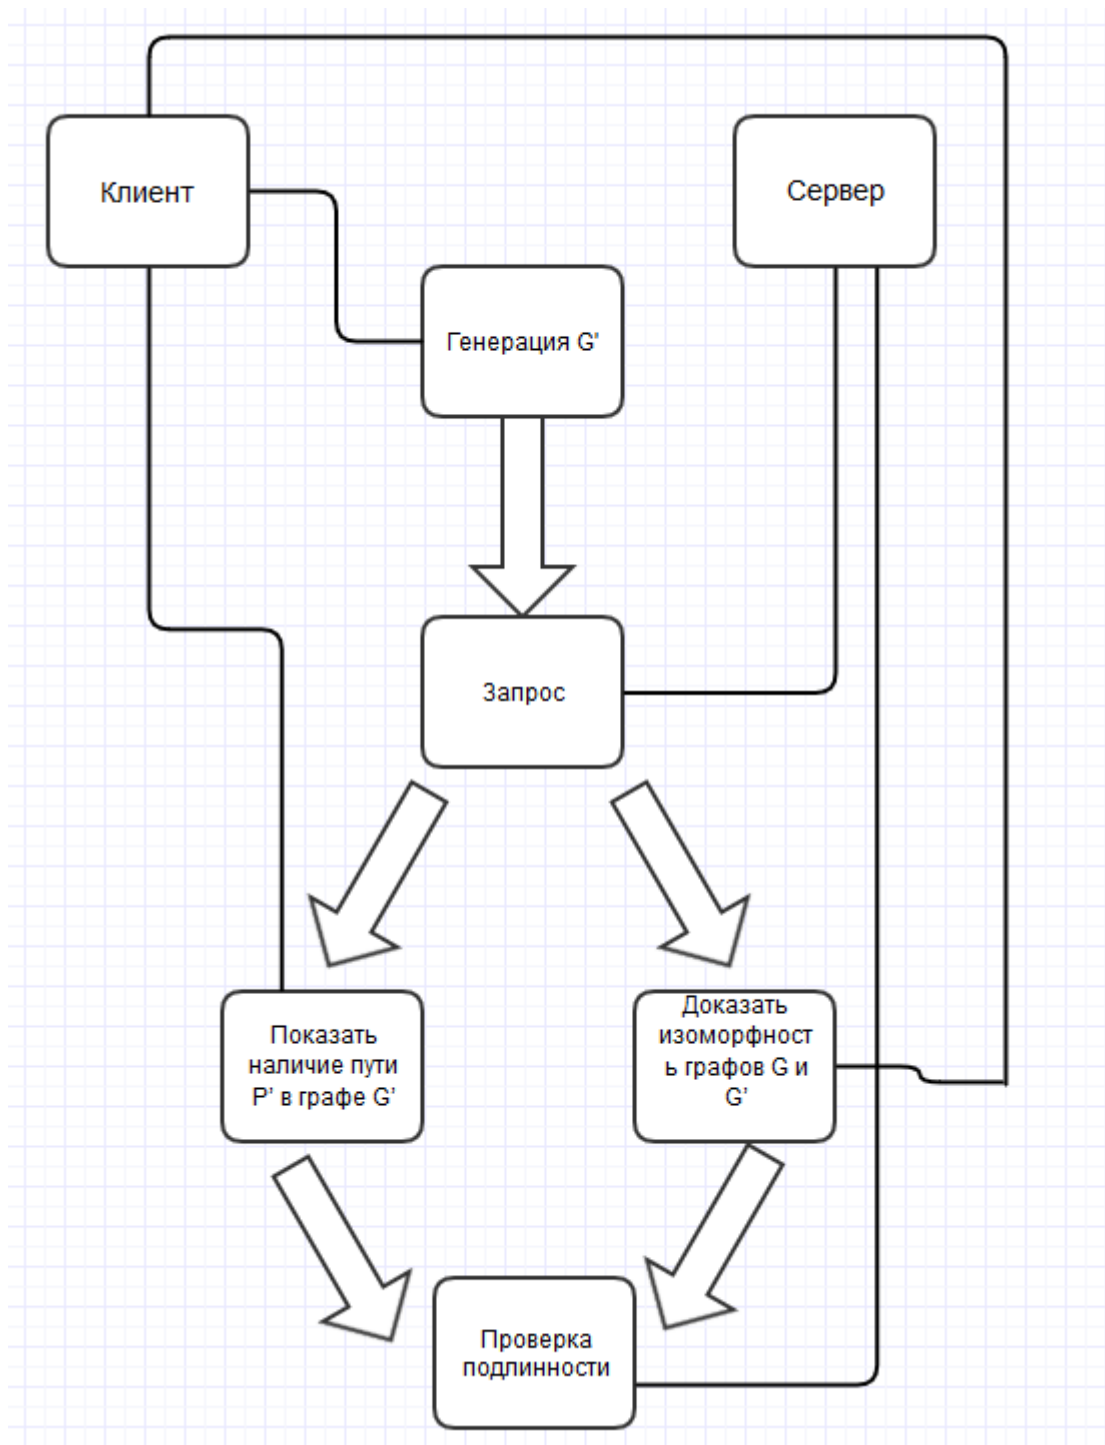 Клиент
Сервер
Генерация G'
Запрос
Показать
наличие пути
P’ в графе G’
Доказать
изоморфност
ь графов G и
G’
Проверка
подлинности